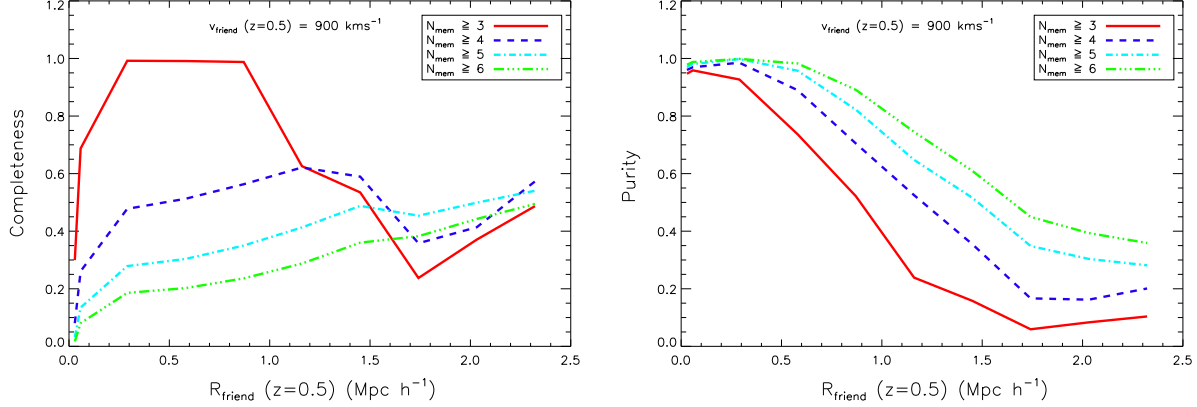 v_friend (z=0.5) = 900 kms⁻¹
N_mem ≧ 3
N_mem ≧ 4
N_mem ≧ 5
N_mem ≧ 6
Completeness
1.2
1.0
0.8
0.6
0.4
0.2
0.0
0.0 0.5 1.0 1.5 2.0 2.5
R_friend (z=0.5) (Mpc h⁻¹)
v_friend (z=0.5) = 900 kms⁻¹
N_mem ≧ 3
N_mem ≧ 4
N_mem ≧ 5
N_mem ≧ 6
Purity
1.2
1.0
0.8
0.6
0.4
0.2
0.0
0.0 0.5 1.0 1.5 2.0 2.5
R_friend (z=0.5) (Mpc h⁻¹)